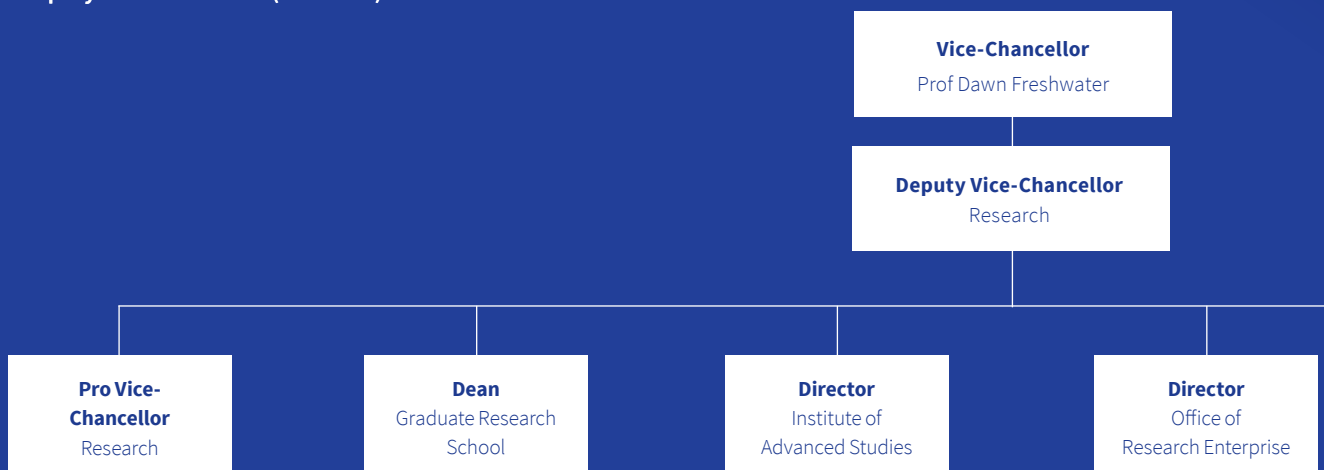 Vice-Chancellor
Prof Dawn Freshwater
Deputy Vice-Chancellor
Research
Pro Vice-
Chancellor
Research
Dean
Graduate Research
School
Director
Institute of
Advanced Studies
Director
Office of
Research Enterprise